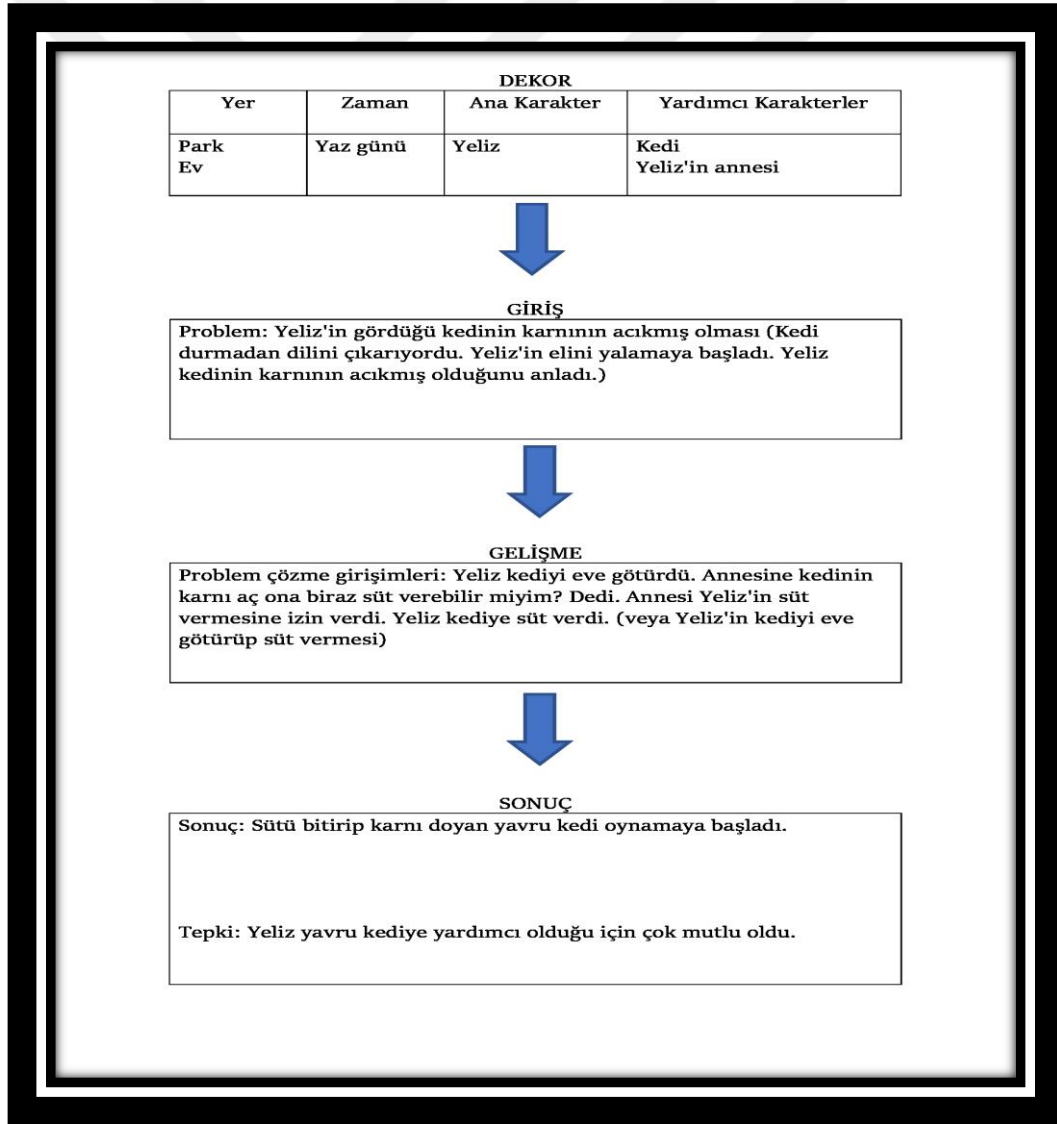 DEKOR
Yer Zaman Ana Karakter Yardımcı Karakterler
Park Yaz günü Yeliz Kedi
Ev Yeliz'in annesi
GİRİŞ
Problem: Yeliz'in gördüğü kedinin karnının acıkmış olması (Kedi
durmadan dilini çıkarıyordu. Yeliz'in elini yalamaya başladı. Yeliz
kedinin karnının acıkmış olduğunu anladı.)
GELİŞME
Problem çözme girişimleri: Yeliz kediyi eve götürdü. Annesine kedinin
karnı aç ona biraz süt verebilir miyim? Dedi. Annesi Yeliz'in süt
vermesine izin verdi. Yeliz kediye süt verdi. (veya Yeliz'in kediyi eve
götürüp süt vermesi)
SONUÇ
Sonuç: Sütü bitirip karnı doyan yavru kedi oynamaya başladı.
Tepki: Yeliz yavru kediye yardımcı olduğu için çok mutlu oldu.